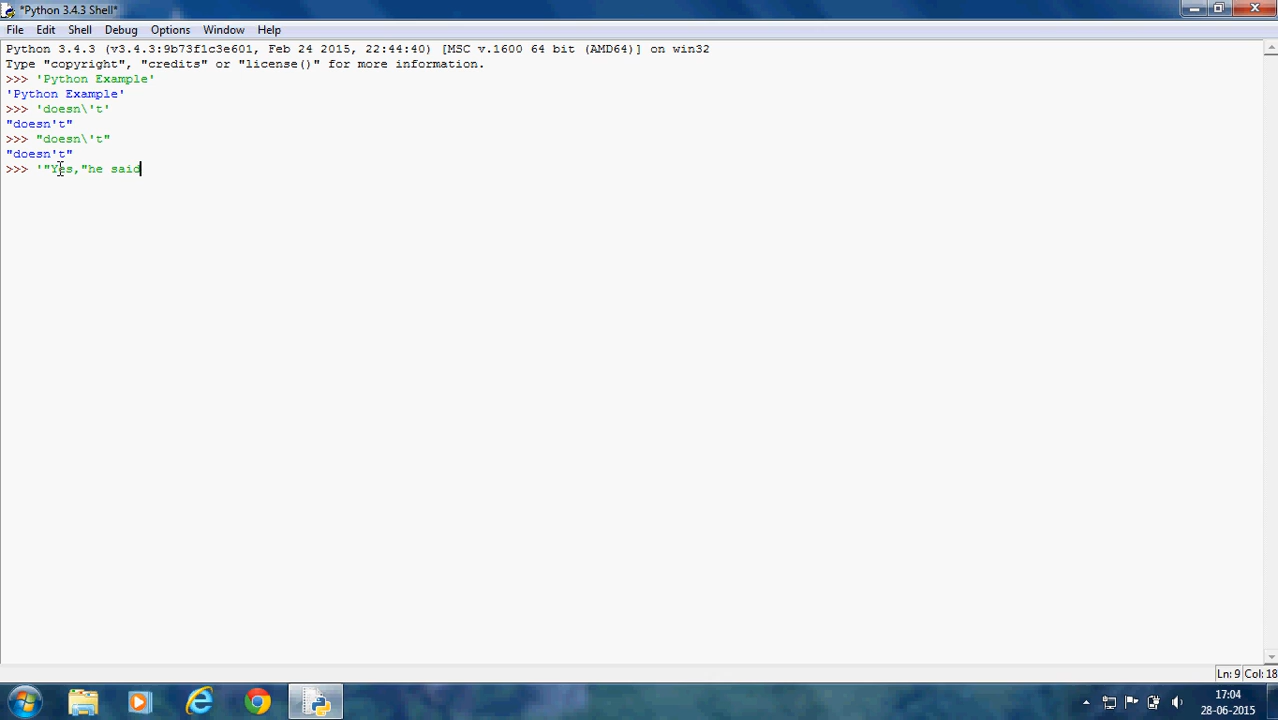 *Python 3.4.3 Shell*
File Edit Shell Debug Options Window Help
Python 3.4.3 (v3.4.3:9b73f1c3e601, Feb 24 2015, 22:44:40) [MSC v.1600 64 bit (AMD64)] on win32
Type "copyright", "credits" or "license()" for more information.
>>> 'Python Example'
'Python Example'
>>> 'doesn\'t'
"doesn't"
>>> "doesn\'t"
"doesn't"
>>> '"Yes,"he said
Ln: 9 Col: 18
17:04
28-06-2015